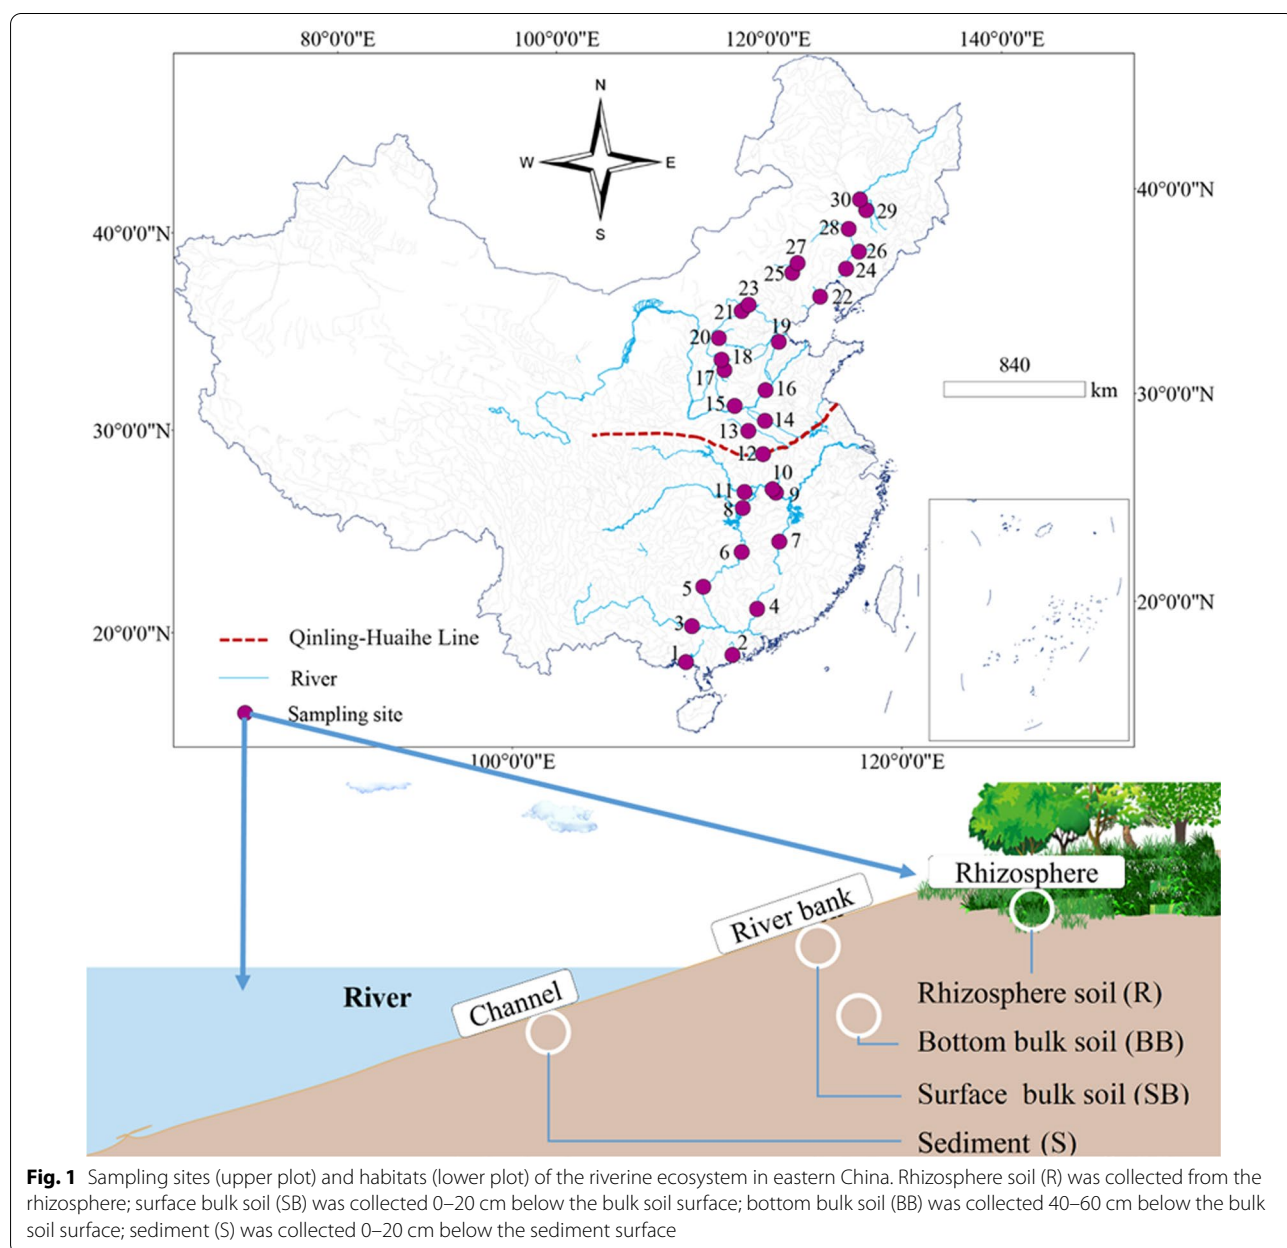 80°0'0"E 100°0'0"E 120°0'0"E 140°0'0"E
N
W E
S
40°0'0"N
40°0'0"N
30
29
28
27
26
25
24
23
22
21
19
20
18
17
16
15
14
13
12
10
11
9
8
7
6
5
4
3
2
1
840
km
30°0'0"N
30°0'0"N
20°0'0"N
20°0'0"N
Qinling-Huaihe Line
River
Sampling site
100°0'0"E 120°0'0"E
Rhizosphere
River bank
Channel
River
Rhizosphere soil (R)
Bottom bulk soil (BB)
Surface bulk soil (SB)
Sediment (S)
Fig. 1 Sampling sites (upper plot) and habitats (lower plot) of the riverine ecosystem in eastern China. Rhizosphere soil (R) was collected from the
rhizosphere; surface bulk soil (SB) was collected 0–20 cm below the bulk soil surface; bottom bulk soil (BB) was collected 40–60 cm below the bulk
soil surface; sediment (S) was collected 0–20 cm below the sediment surface